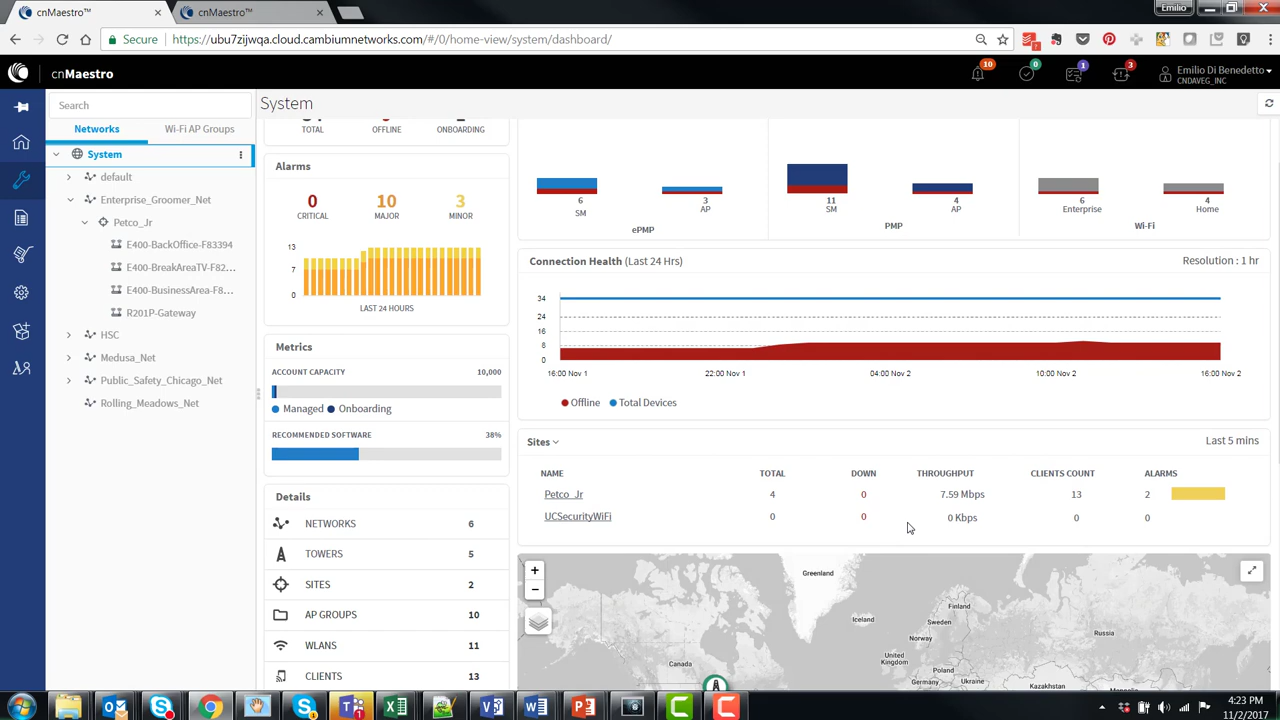 cnMaestro™
cnMaestro™
Emilio
Secure
https://ubu7zijwqa.cloud.cambiumnetworks.com/#/0/home-view/system/dashboard/
cnMaestro
10
0
1
3
Emilio Di Benedetto
CNDAVEG_INC
Search
Networks
Wi-Fi AP Groups
System
default
Enterprise_Groomer_Net
Petco_Jr
E400-BackOffice-F83394
E400-BreakAreaTV-F82...
E400-BusinessArea-F8...
R201P-Gateway
HSC
Medusa_Net
Public_Safety_Chicago_Net
Rolling_Meadows_Net
System
TOTAL
OFFLINE
ONBOARDING
Alarms
0
10
3
CRITICAL
MAJOR
MINOR
13
7
0
LAST 24 HOURS
Metrics
ACCOUNT CAPACITY
10,000
Managed
Onboarding
RECOMMENDED SOFTWARE
38%
Details
NETWORKS 6
TOWERS 5
SITES 2
AP GROUPS 10
WLANS 11
CLIENTS 13
6
SM
3
AP
ePMP
11
SM
4
AP
PMP
6
Enterprise
4
Home
Wi-Fi
Connection Health (Last 24 Hrs)
Resolution : 1 hr
34
24
16
8
0
16:00 Nov 1
22:00 Nov 1
04:00 Nov 2
10:00 Nov 2
16:00 Nov 2
Offline
Total Devices
Sites
Last 5 mins
NAME TOTAL DOWN THROUGHPUT CLIENTS COUNT ALARMS
Petco_Jr 4 0 7.59 Mbps 13 2
UCSecurityWiFi 0 0 0 Kbps 0 0
+
−
Greenland
Iceland
Finland
Sweden
Norway
Russia
United
Kingdom
Poland
Germany
Ukraine
Canada
Kazakhstan
4:23 PM
11/2/2017